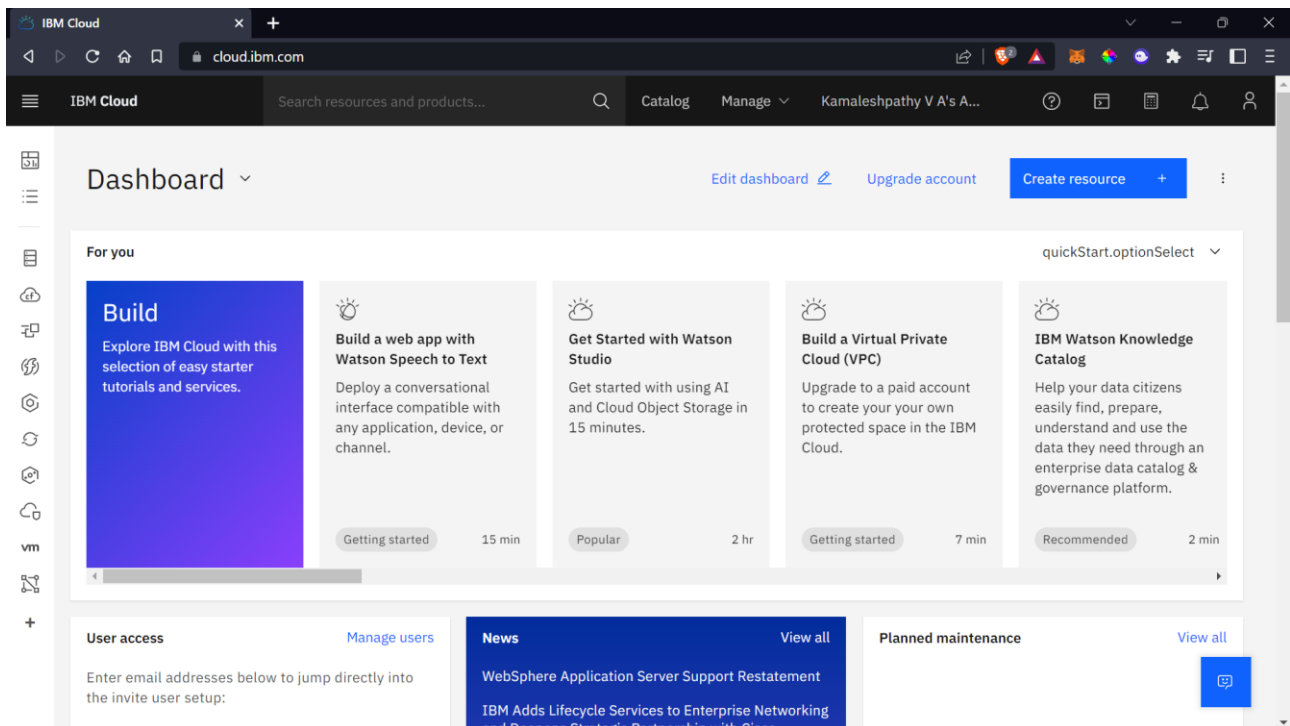 IBM Cloud
cloud.ibm.com
2
IBM Cloud
Search resources and products...
Catalog
Manage
Kamaleshpathy V A's A...
Dashboard
Edit dashboard
Upgrade account
Create resource +
For you
quickStart.optionSelect
Build
Explore IBM Cloud with this
selection of easy starter
tutorials and services.
Build a web app with
Watson Speech to Text
Deploy a conversational
interface compatible with
any application, device, or
channel.
Getting started
15 min
Get Started with Watson
Studio
Get started with using AI
and Cloud Object Storage in
15 minutes.
Popular
2 hr
Build a Virtual Private
Cloud (VPC)
Upgrade to a paid account
to create your your own
protected space in the IBM
Cloud.
Getting started
7 min
IBM Watson Knowledge
Catalog
Help your data citizens
easily find, prepare,
understand and use the
data they need through an
enterprise data catalog &
governance platform.
Recommended
2 min
cf
vm
User access
Manage users
Enter email addresses below to jump directly into
the invite user setup:
News
View all
WebSphere Application Server Support Restatement
IBM Adds Lifecycle Services to Enterprise Networking
Planned maintenance
View all